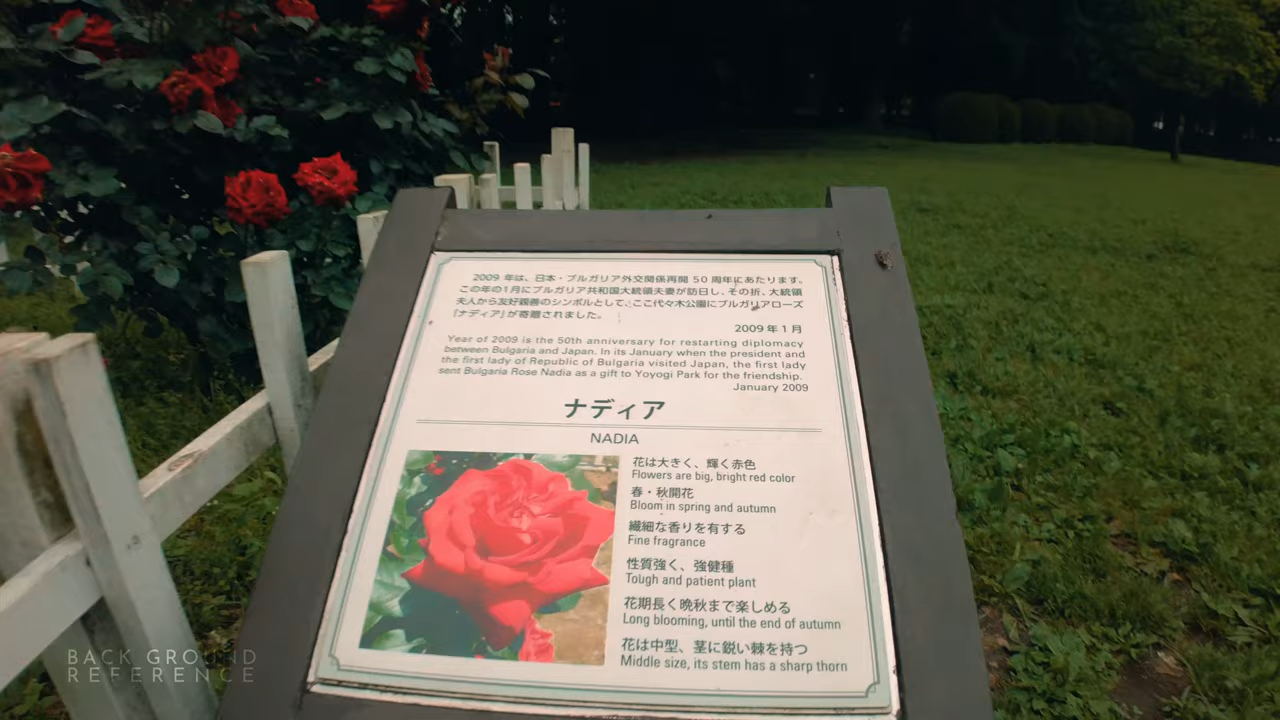 2009 年は、日本・ブルガリア外交関係再開 50 周年にあたります。
この年の1月にブルガリア共和国大統領夫妻が訪日し、その折、大統領
夫人から友好親善のシンボルとして、ここ代々木公園にブルガリアローズ
「ナディア」が寄贈されました。
2009 年 1 月
Year of 2009 is the 50th anniversary for restarting diplomacy
between Bulgaria and Japan. In its January when the president and
the first lady of Republic of Bulgaria visited Japan, the first lady
sent Bulgaria Rose Nadia as a gift to Yoyogi Park for the friendship.
January 2009
ナディア
NADIA
花は大きく、輝く赤色
Flowers are big, bright red color
春・秋開花
Bloom in spring and autumn
繊細な香りを有する
Fine fragrance
性質強く、強健種
Tough and patient plant
花期長く晩秋まで楽しめる
Long blooming, until the end of autumn
花は中型、茎に鋭い棘を持つ
Middle size, its stem has a sharp thorn
BACK GROUND
REFERENCE